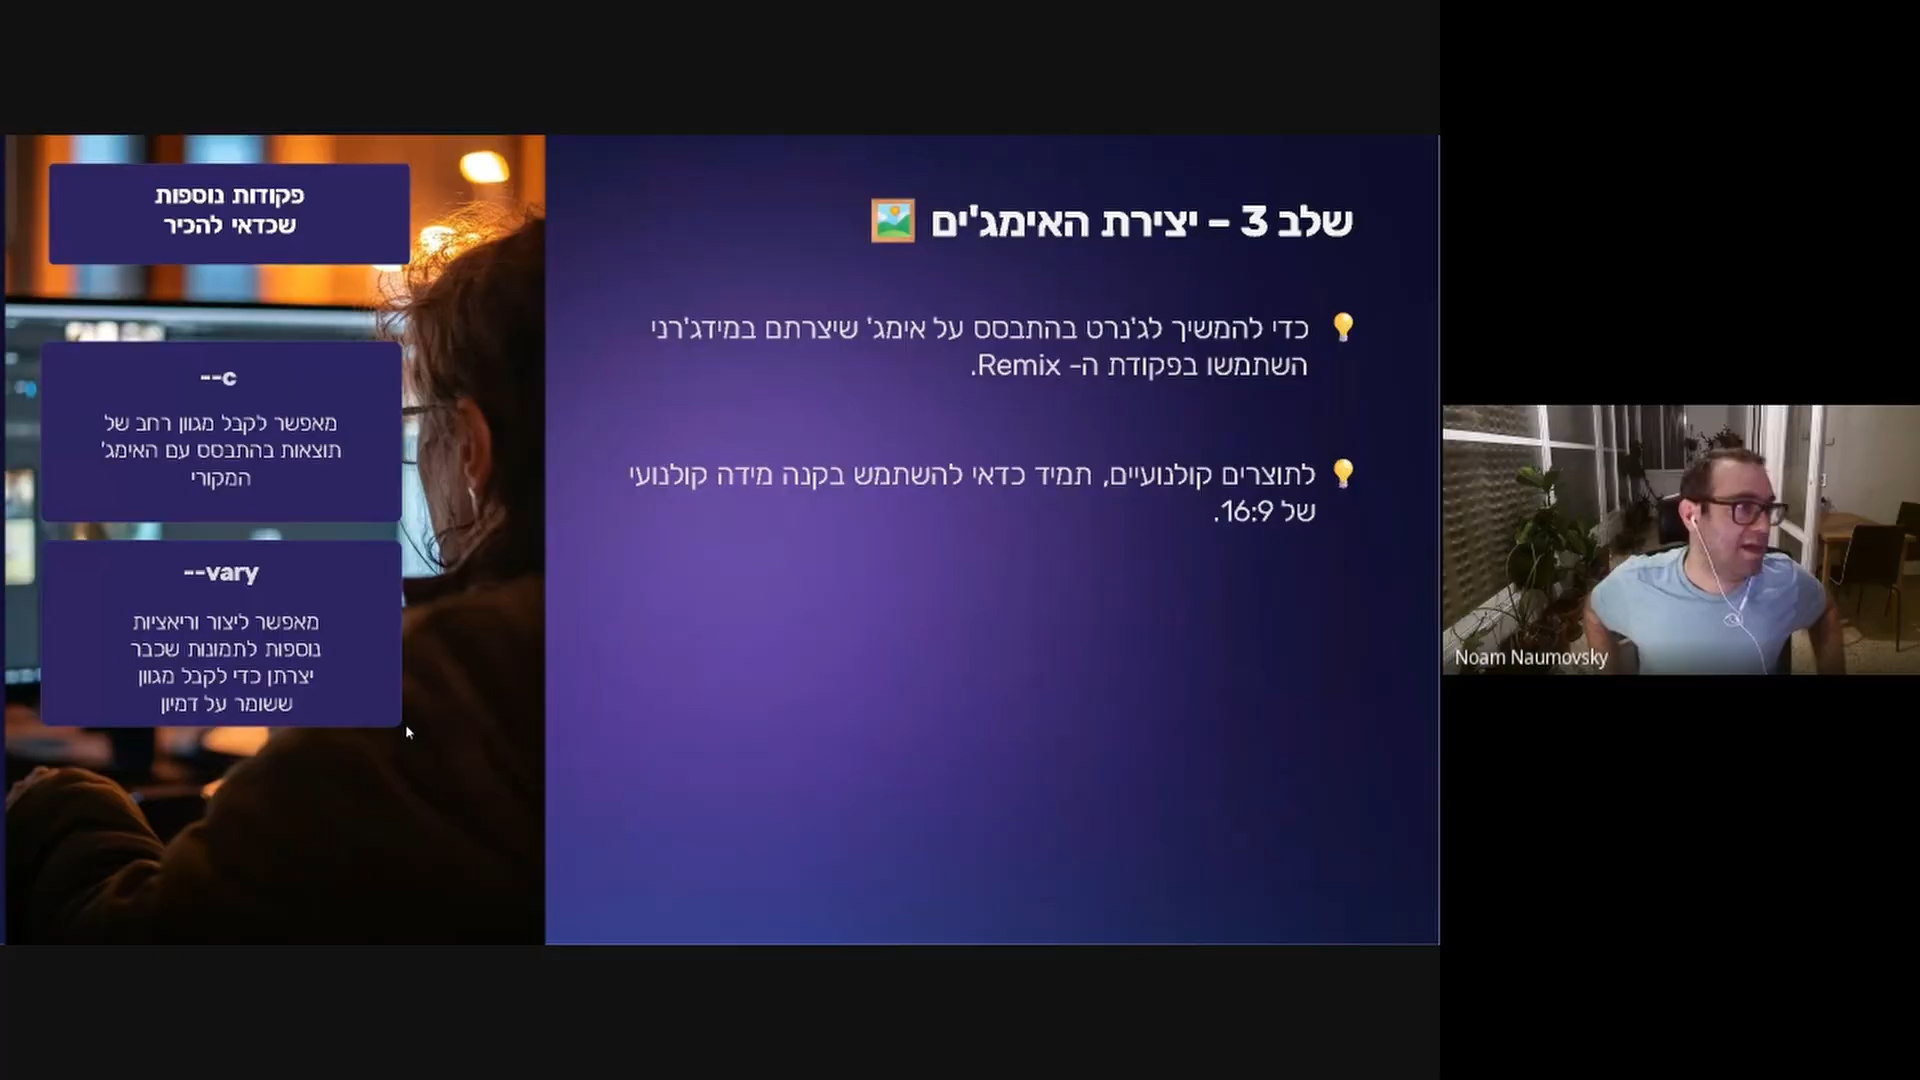 שלב 3 – יצירת האימג'ים
כדי להמשיך לג'נרט בהתבסס על אימג' שיצרתם במידג'רני
השתמשו בפקודת ה- Remix.
לתוצרים קולנועיים, תמיד כדאי להשתמש בקנה מידה קולנועי
של 16:9.
פקודות נוספות
שכדאי להכיר
--c
מאפשר לקבל מגוון רחב של
תוצאות בהתבסס עם האימג'
המקורי
--vary
מאפשר ליצור וריאציות
נוספות לתמונות שכבר
יצרתן כדי לקבל מגוון
ששומר על דמיון
Noam Naumovsky